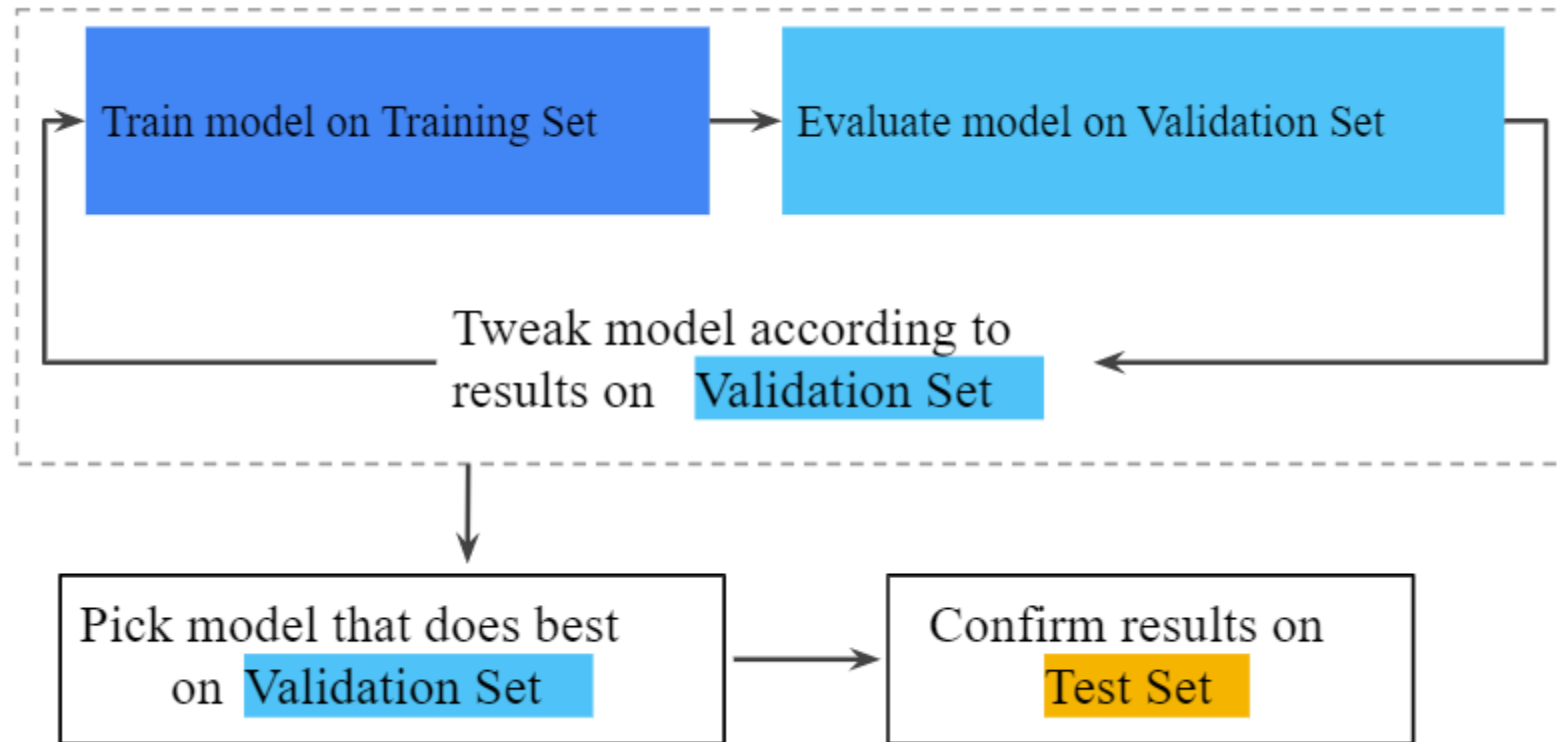 Train model on Training Set
Evaluate model on Validation Set
Tweak model according to
results on Validation Set
Pick model that does best
on Validation Set
Confirm results on
Test Set